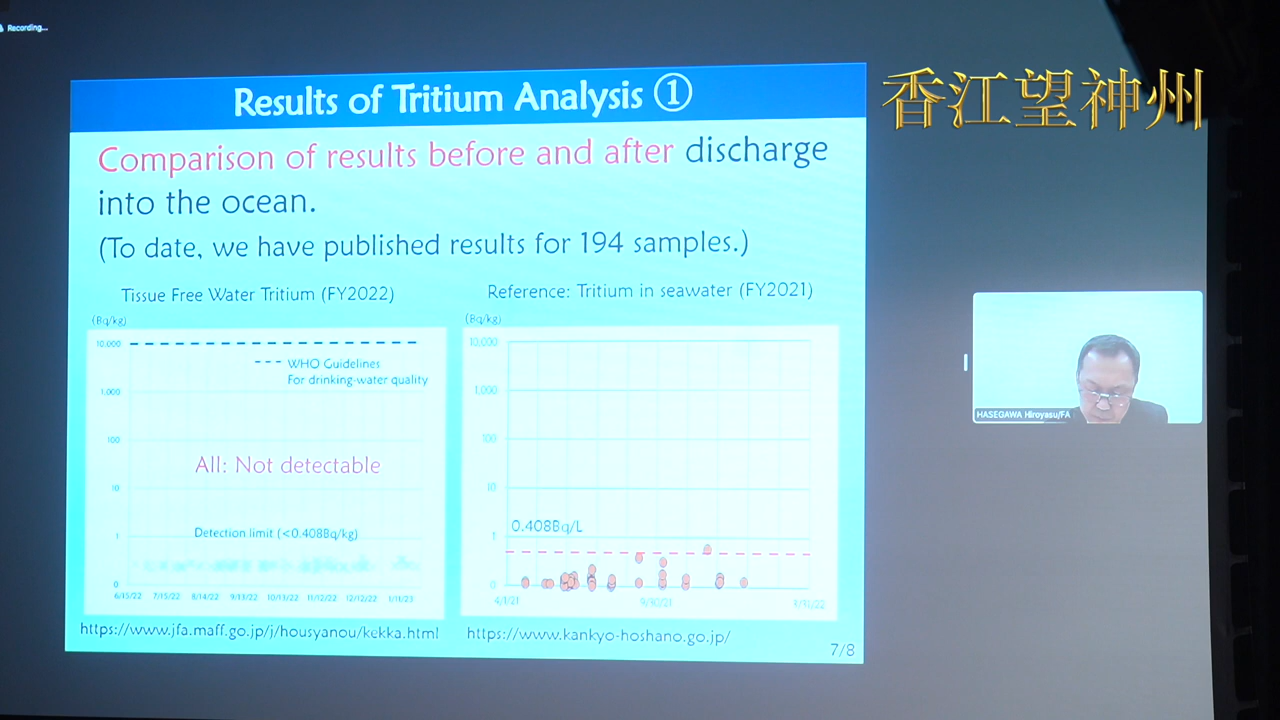 Recording...
香江望神州
Results of Tritium Analysis ①
Comparison of results before and after discharge
into the ocean.
(To date, we have published results for 194 samples.)
Tissue Free Water Tritium (FY2022)
(Bq/kg)
10,000
WHO Guidelines
For drinking-water quality
1,000
100
All: Not detectable
10
Detection limit (<0.408Bq/kg)
1
0
6/15/22 7/15/22 8/14/22 9/13/22 10/13/22 11/12/22 12/12/22 1/11/23
https://www.jfa.maff.go.jp/j/housyanou/kekka.html
Reference: Tritium in seawater (FY2021)
(Bq/kg)
10,000
1,000
100
10
0.408Bq/L
1
0
4/1/21 9/30/21 3/31/22
https://www.kankyo-hoshano.go.jp/
7/8
HASEGAWA Hiroyasu/FA